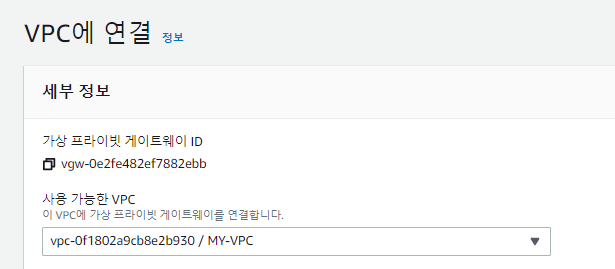 VPC에 연결 정보
세부 정보
가상 프라이빗 게이트웨이 ID
vgw-0e2fe482ef7882ebb
사용 가능한 VPC
이 VPC에 가상 프라이빗 게이트웨이를 연결합니다.
vpc-0f1802a9cb8e2b930 / MY-VPC